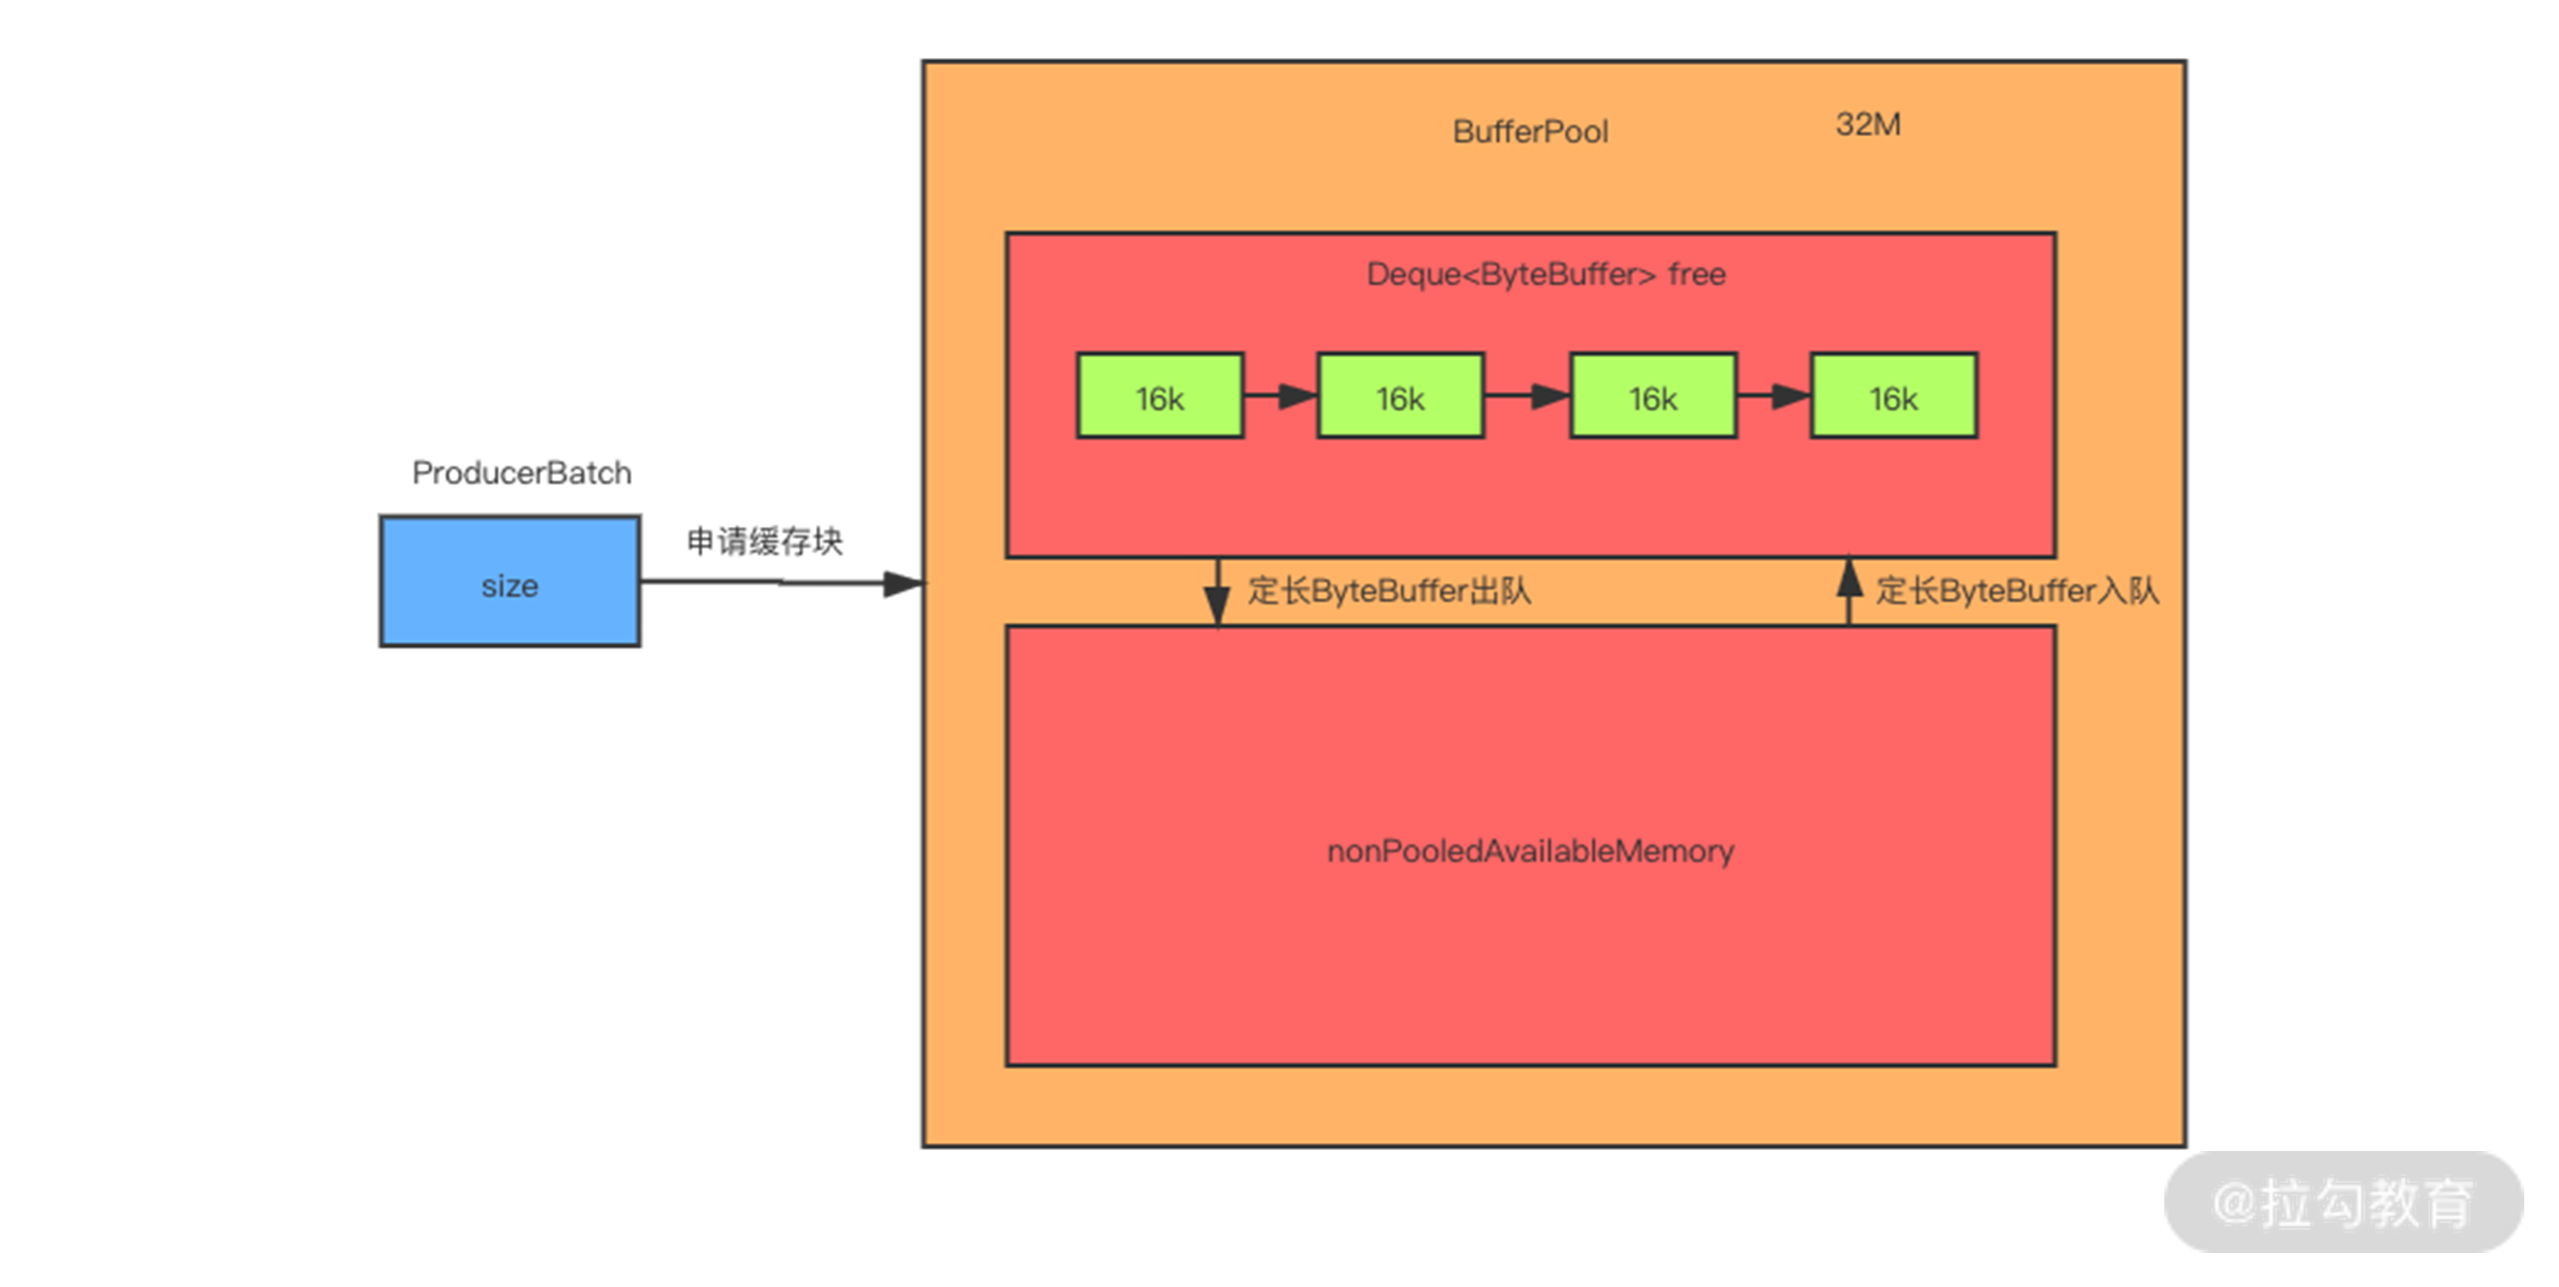 BufferPool
32M
Deque<ByteBuffer> free
16k
16k
16k
16k
ProducerBatch
申请缓存块
size
定长ByteBuffer出队
定长ByteBuffer入队
nonPooledAvailableMemory
@拉勾教育